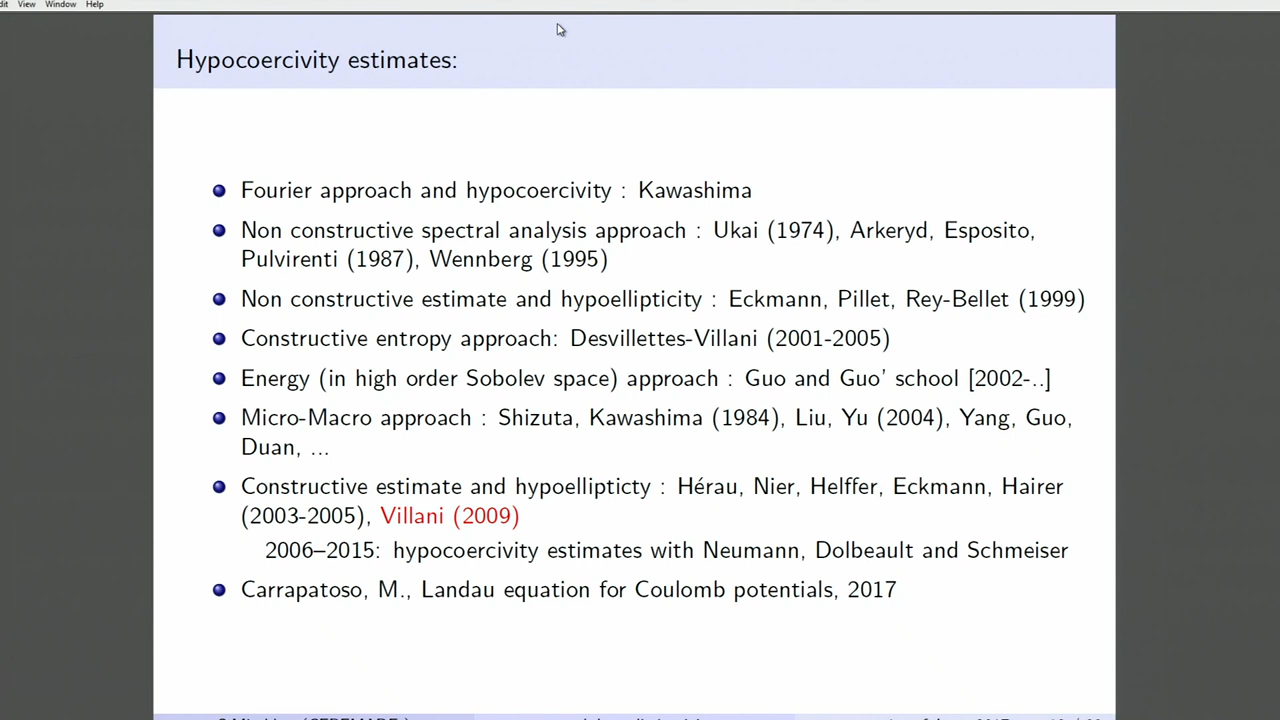 View Window Help
Hypocoercivity estimates:
Fourier approach and hypocoercivity : Kawashima
Non constructive spectral analysis approach : Ukai (1974), Arkeryd, Esposito,
Pulvirenti (1987), Wennberg (1995)
Non constructive estimate and hypoellipticity : Eckmann, Pillet, Rey-Bellet (1999)
Constructive entropy approach: Desvillettes-Villani (2001-2005)
Energy (in high order Sobolev space) approach : Guo and Guo' school [2002-..]
Micro-Macro approach : Shizuta, Kawashima (1984), Liu, Yu (2004), Yang, Guo,
Duan, ...
Constructive estimate and hypoellipticty : Hérau, Nier, Helffer, Eckmann, Hairer
(2003-2005), Villani (2009)
2006–2015: hypocoercivity estimates with Neumann, Dolbeault and Schmeiser
Carrapatoso, M., Landau equation for Coulomb potentials, 2017